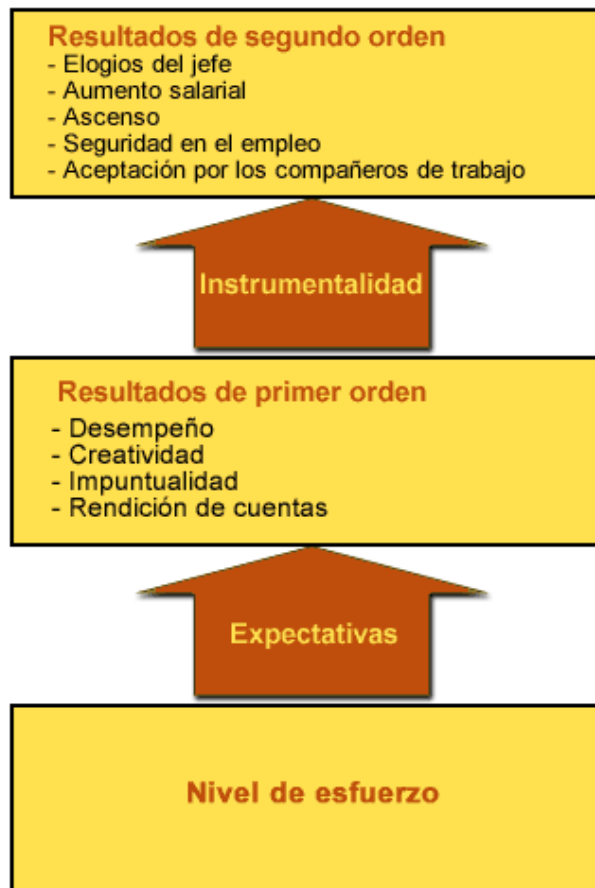 Resultados de segundo orden
- Elogios del jefe
- Aumento salarial
- Ascenso
- Seguridad en el empleo
- Aceptación por los compañeros de trabajo
Instrumentalidad
Resultados de primer orden
- Desempeño
- Creatividad
- Impuntualidad
- Rendición de cuentas
Expectativas
Nivel de esfuerzo